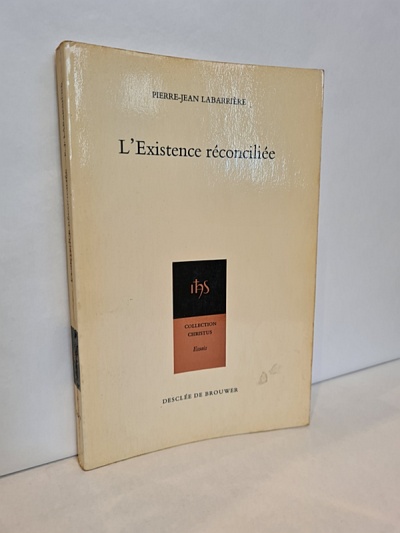 PIERRE-JEAN LABARRIÈRE
L'Existence réconciliée
ihs
COLLECTION
CHRISTUS
Essais
DESCLÉE DE BROUWER